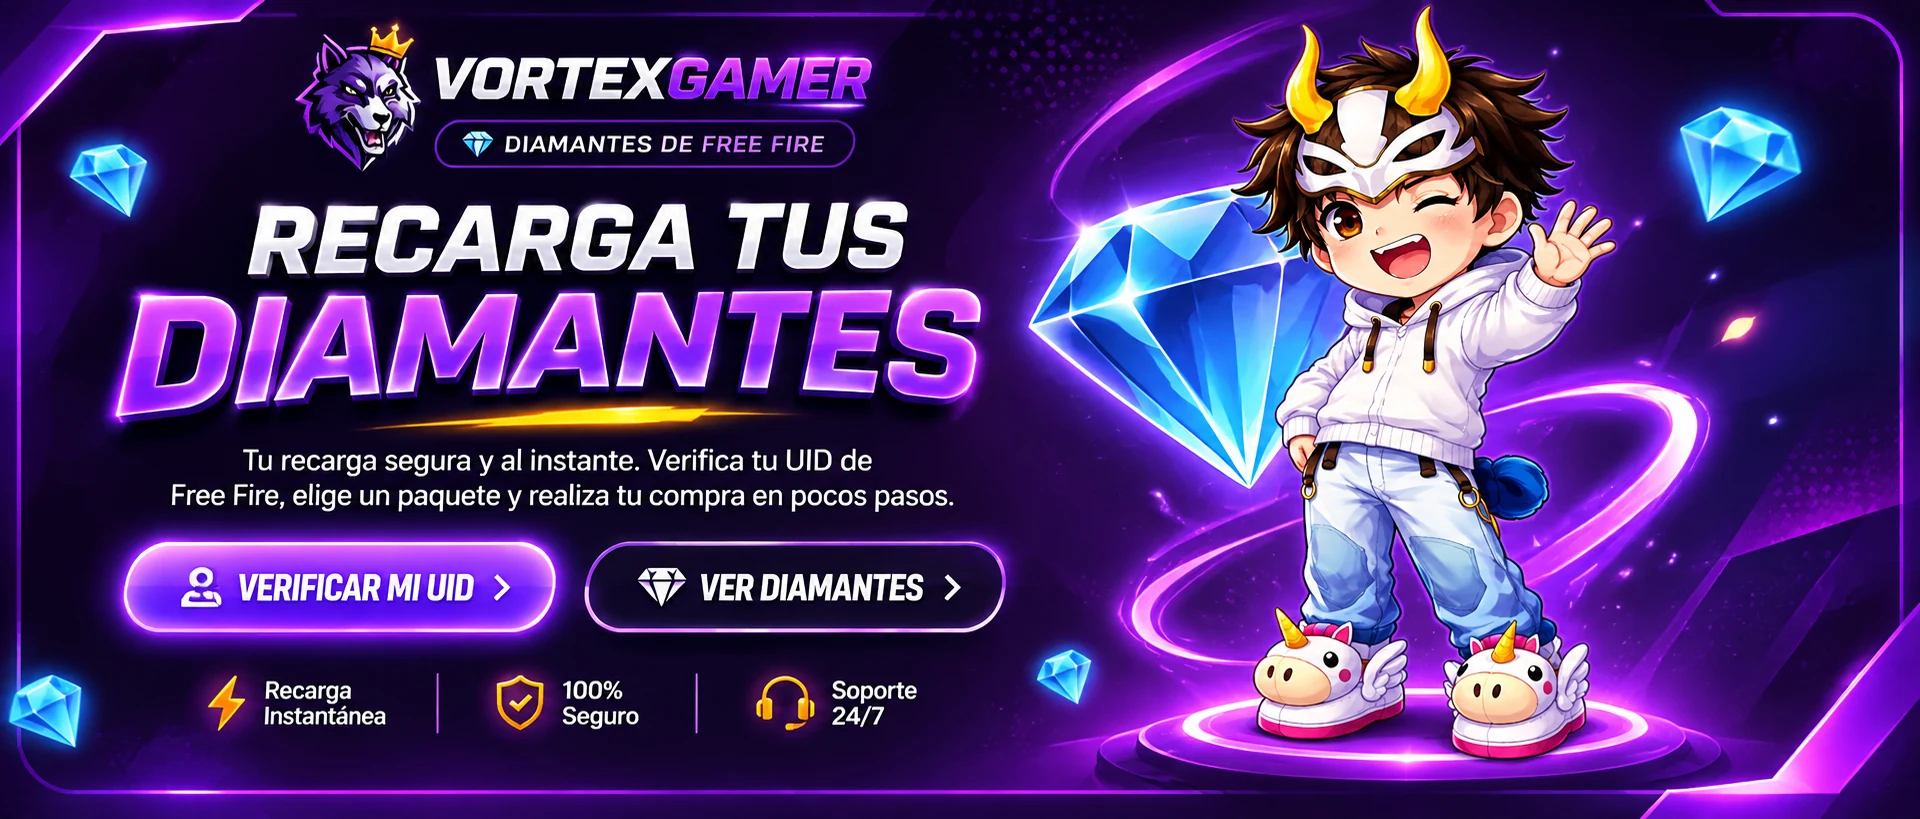 VORTEXGAMER
DIAMANTES DE FREE FIRE
RECARGA TUS
DIAMANTES
Tu recarga segura y al instante. Verifica tu UID de
Free Fire, elige un paquete y realiza tu compra en pocos pasos.
VERIFICAR MI UID
VER DIAMANTES
Recarga
Instantánea
100%
Seguro
Soporte
24/7